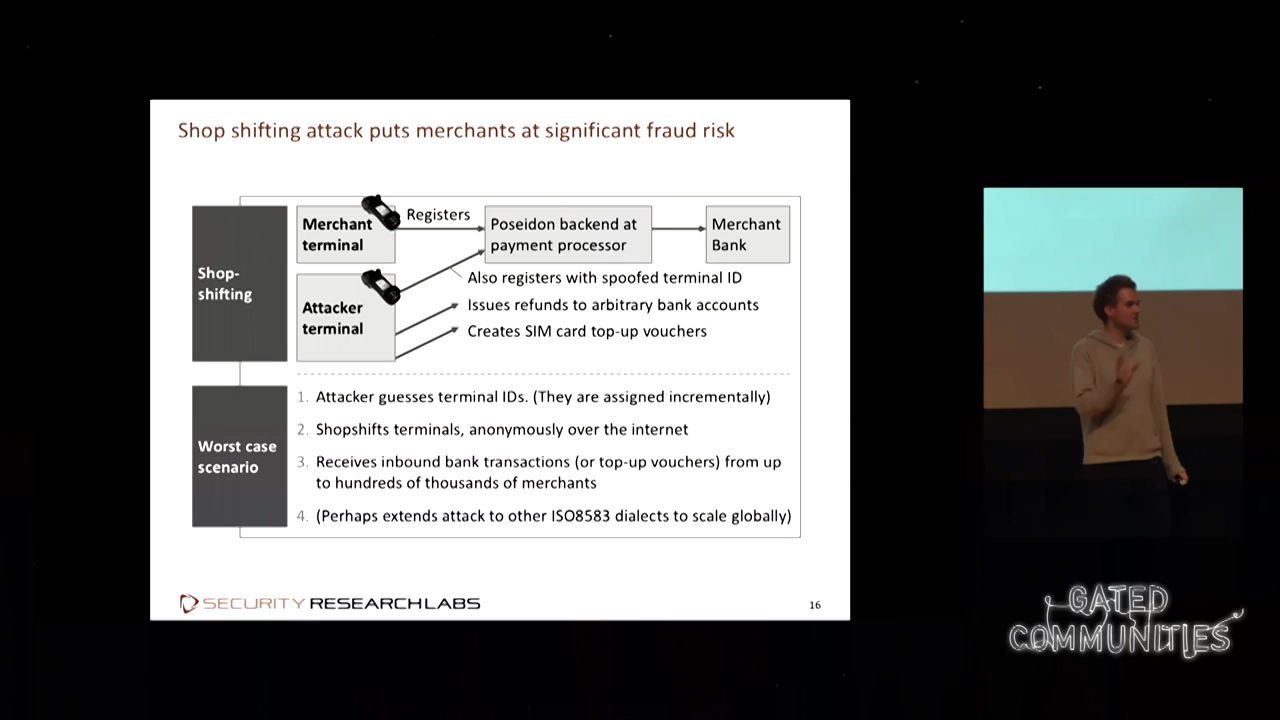 Shop shifting attack puts merchants at significant fraud risk
Shop-
shifting
Merchant
terminal
Registers
Poseidon backend at
payment processor
Merchant
Bank
Attacker
terminal
Also registers with spoofed terminal ID
Issues refunds to arbitrary bank accounts
Creates SIM card top-up vouchers
Worst case
scenario
1. Attacker guesses terminal IDs. (They are assigned incrementally)
2. Shopshifts terminals, anonymously over the internet
3. Receives inbound bank transactions (or top-up vouchers) from up
to hundreds of thousands of merchants
4. (Perhaps extends attack to other ISO8583 dialects to scale globally)
SECURITY RESEARCH LABS
16
GATED
COMMUNITIES